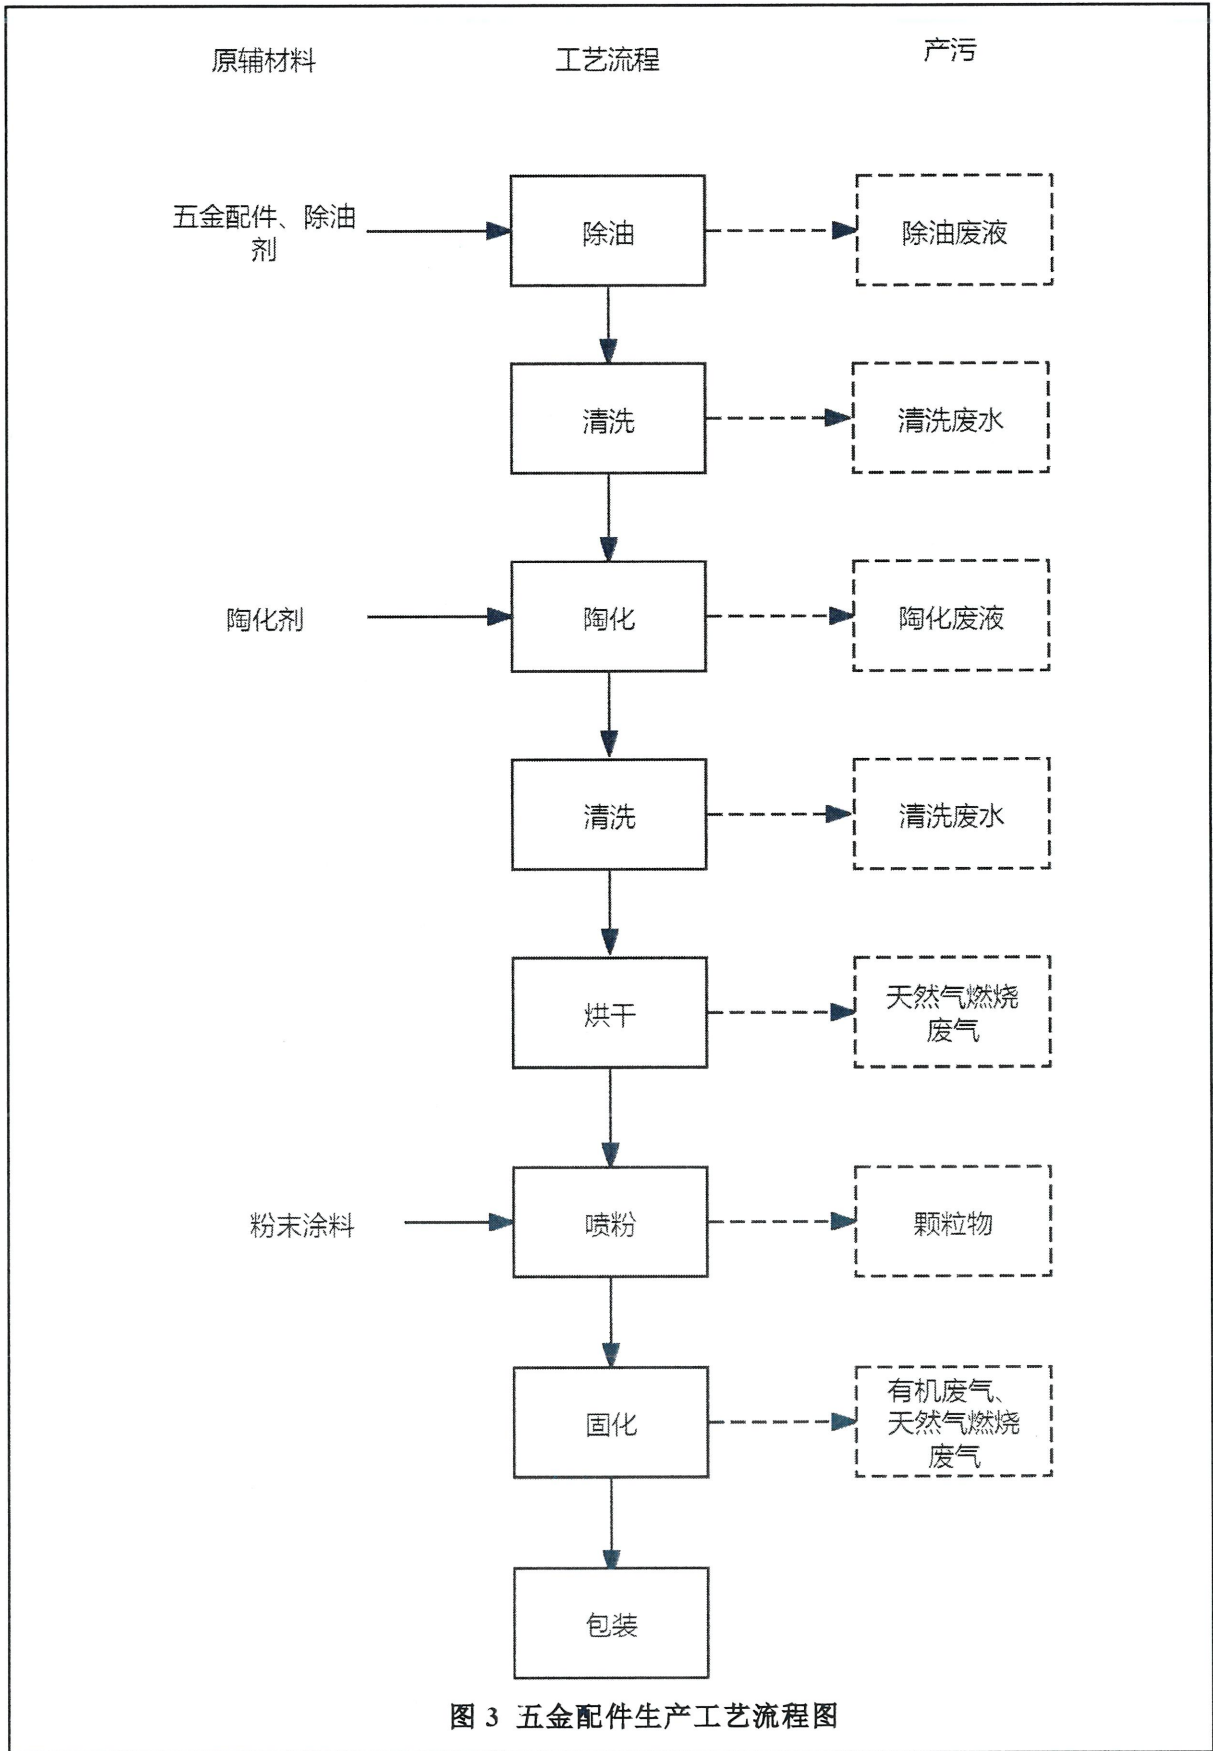 原辅材料
工艺流程
产污
五金配件、除油
剂
除油
除油废液
清洗
清洗废水
陶化剂
陶化
陶化废液
清洗
清洗废水
烘干
天然气燃烧
废气
粉末涂料
喷粉
颗粒物
固化
有机废气、
天然气燃烧
废气
包装
图 3 五金配件生产工艺流程图